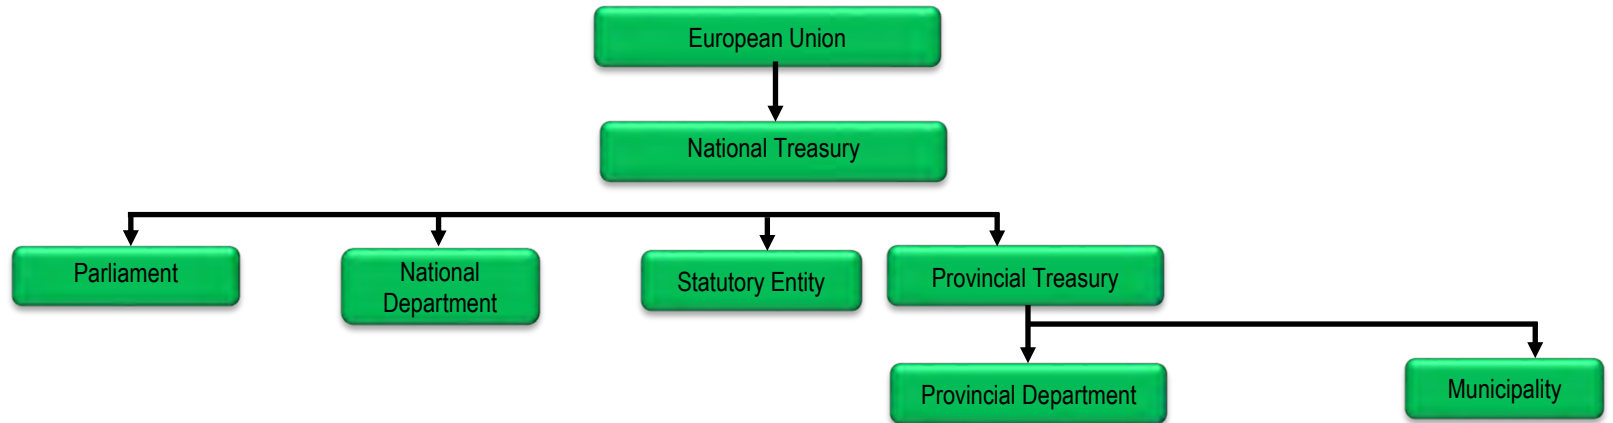 European Union
National Treasury
Parliament
National
Department
Statutory Entity
Provincial Treasury
Provincial Department
Municipality